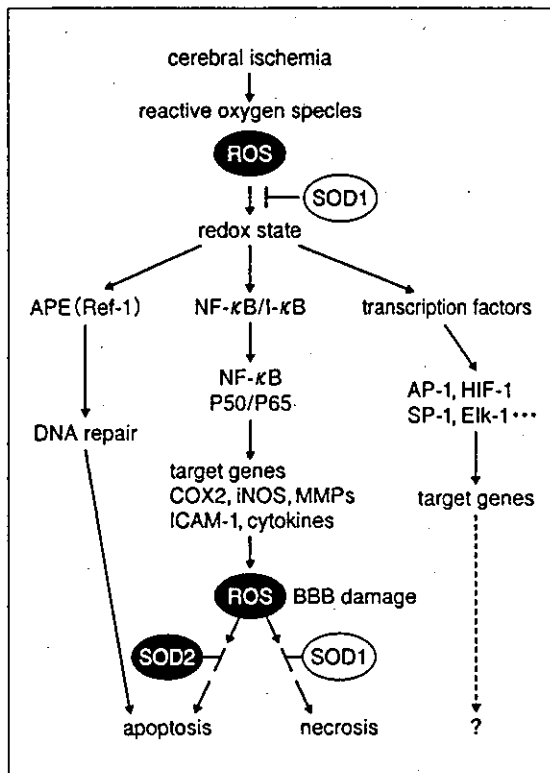 cerebral ischemia
reactive oxygen species
ROS
SOD1
redox state
APE(Ref-1)
NF-κB/I-κB
transcription factors
NF-κB
P50/P65
AP-1, HIF-1
SP-1, Elk-1・・・
DNA repair
target genes
COX2, iNOS, MMPs
ICAM-1, cytokines
target genes
ROS BBB damage
SOD2
SOD1
apoptosis
necrosis
?